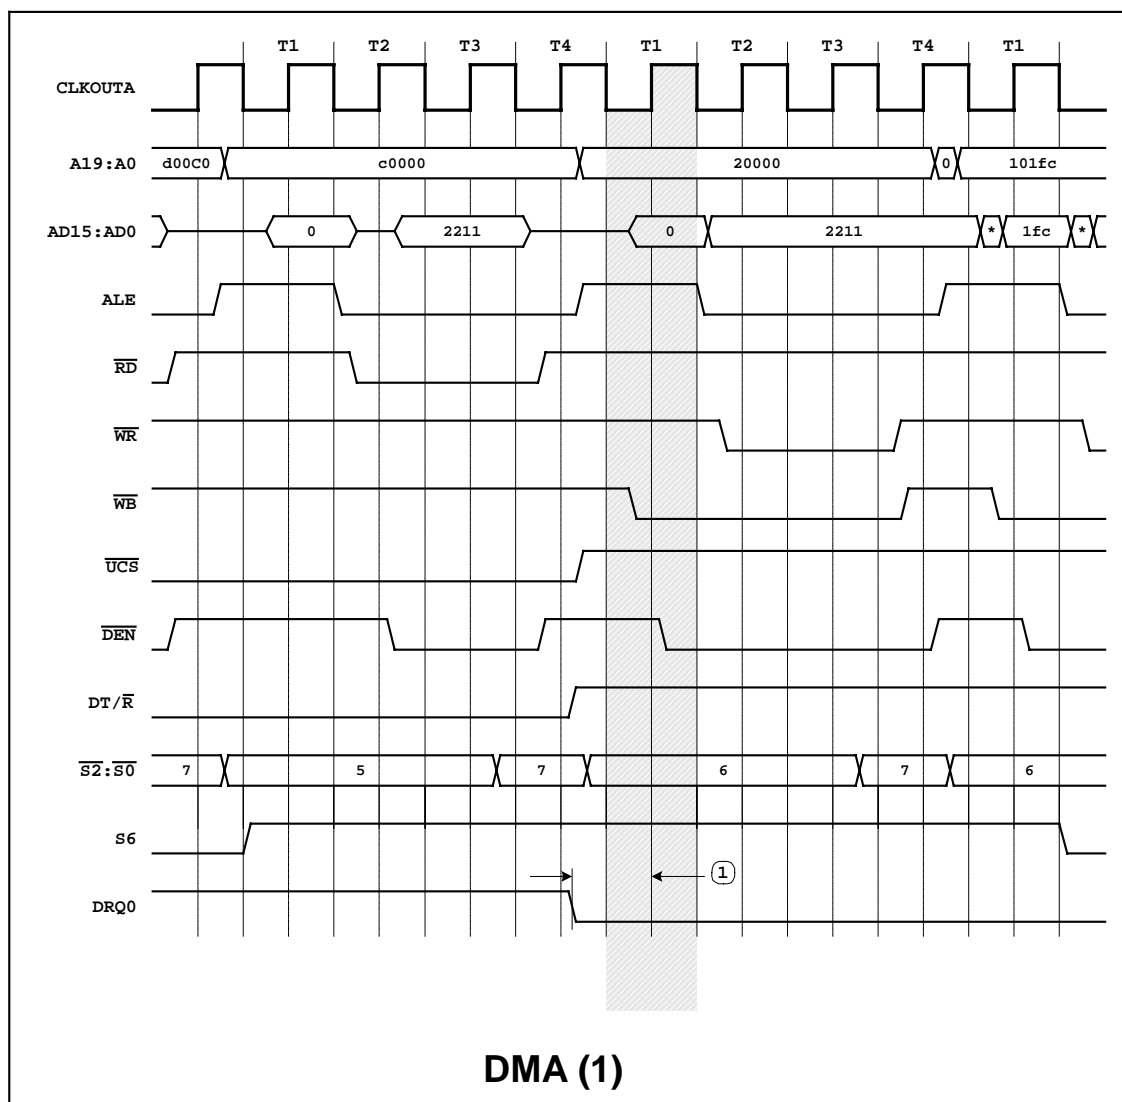 T1 T2 T3 T4 T1 T2 T3 T4 T1
CLKOUTA
A19:A0 d00C0 c0000 20000 0 101fc
AD15:AD0 0 2211 0 2211 * 1fc *
ALE
RD
WR
WB
UCS
DEN
DT/R
S2:S0 7 5 7 6 7 6
S6
1
DRQ0
DMA (1)